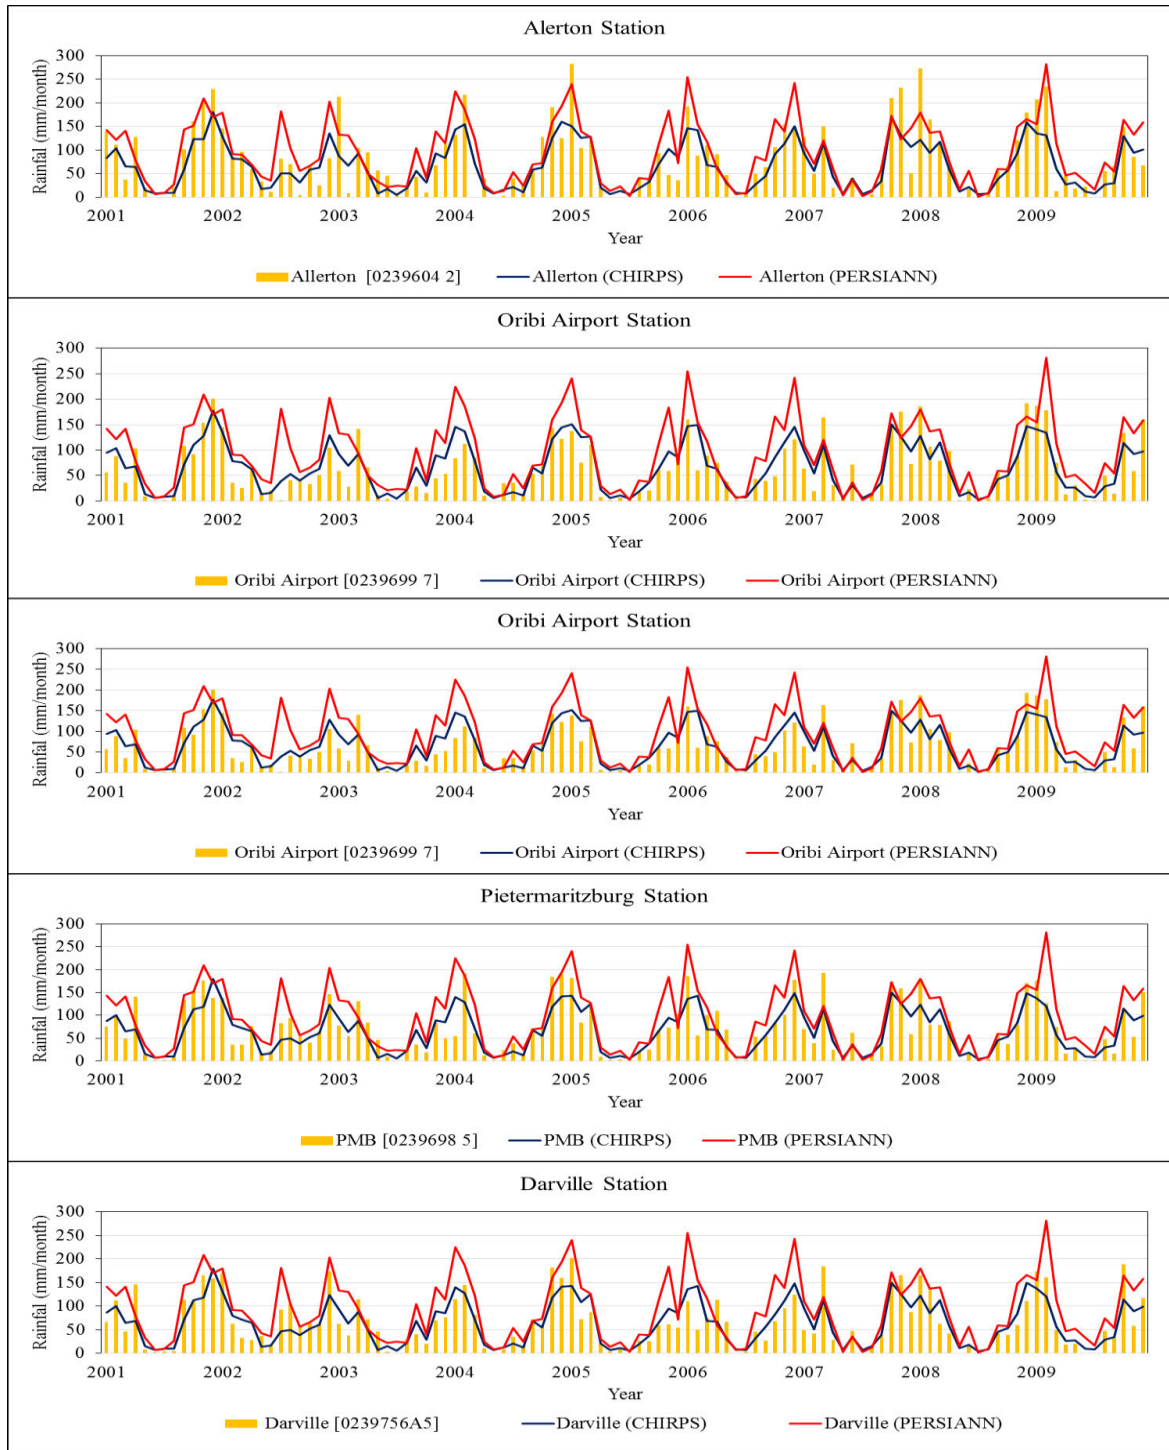 Alerton Station
Rainfal (mm/month)
300
250
200
150
100
50
0
2001 2002 2003 2004 2005 2006 2007 2008 2009
Year
Allerton [0239604 2] Allerton (CHIRPS) Allerton (PERSIANN)
Oribi Airport Station
Rainfall (mm/month)
300
250
200
150
100
50
0
2001 2002 2003 2004 2005 2006 2007 2008 2009
Year
Oribi Airport [0239699 7] Oribi Airport (CHIRPS) Oribi Airport (PERSIANN)
Oribi Airport Station
Rainfall (mm/month)
300
250
200
150
100
50
0
2001 2002 2003 2004 2005 2006 2007 2008 2009
Year
Oribi Airport [0239699 7] Oribi Airport (CHIRPS) Oribi Airport (PERSIANN)
Pietermaritzburg Station
Rainfall (mm/month)
300
250
200
150
100
50
0
2001 2002 2003 2004 2005 2006 2007 2008 2009
Year
PMB [0239698 5] PMB (CHIRPS) PMB (PERSIANN)
Darville Station
Rainfall (mm/month)
300
250
200
150
100
50
0
2001 2002 2003 2004 2005 2006 2007 2008 2009
Year
Darville [0239756A5] Darville (CHIRPS) Darville (PERSIANN)